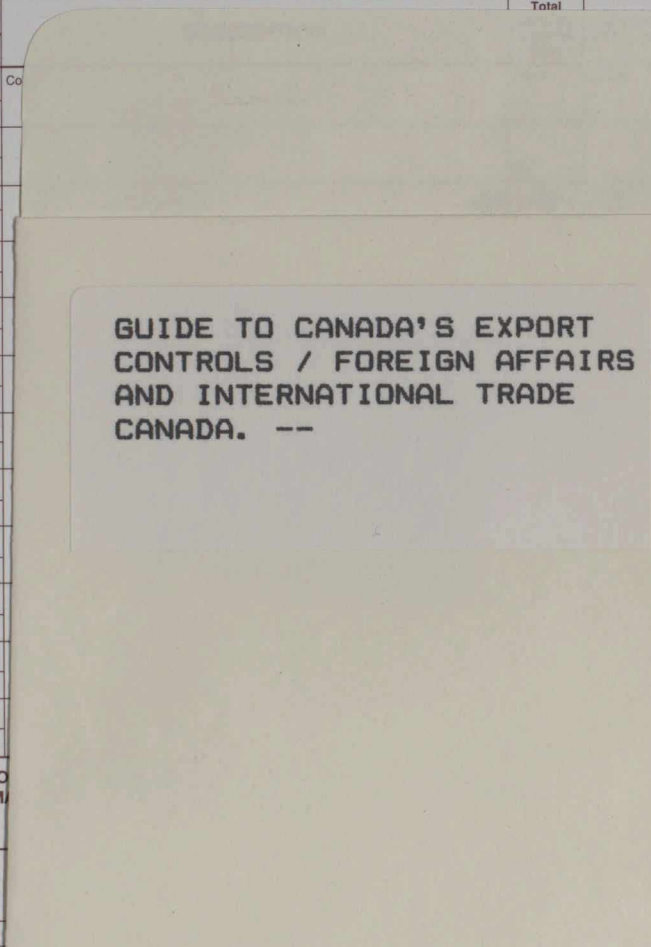 Total
Co
GUIDE TO CANADA'S EXPORT
CONTROLS / FOREIGN AFFAIRS
AND INTERNATIONAL TRADE
CANADA. --